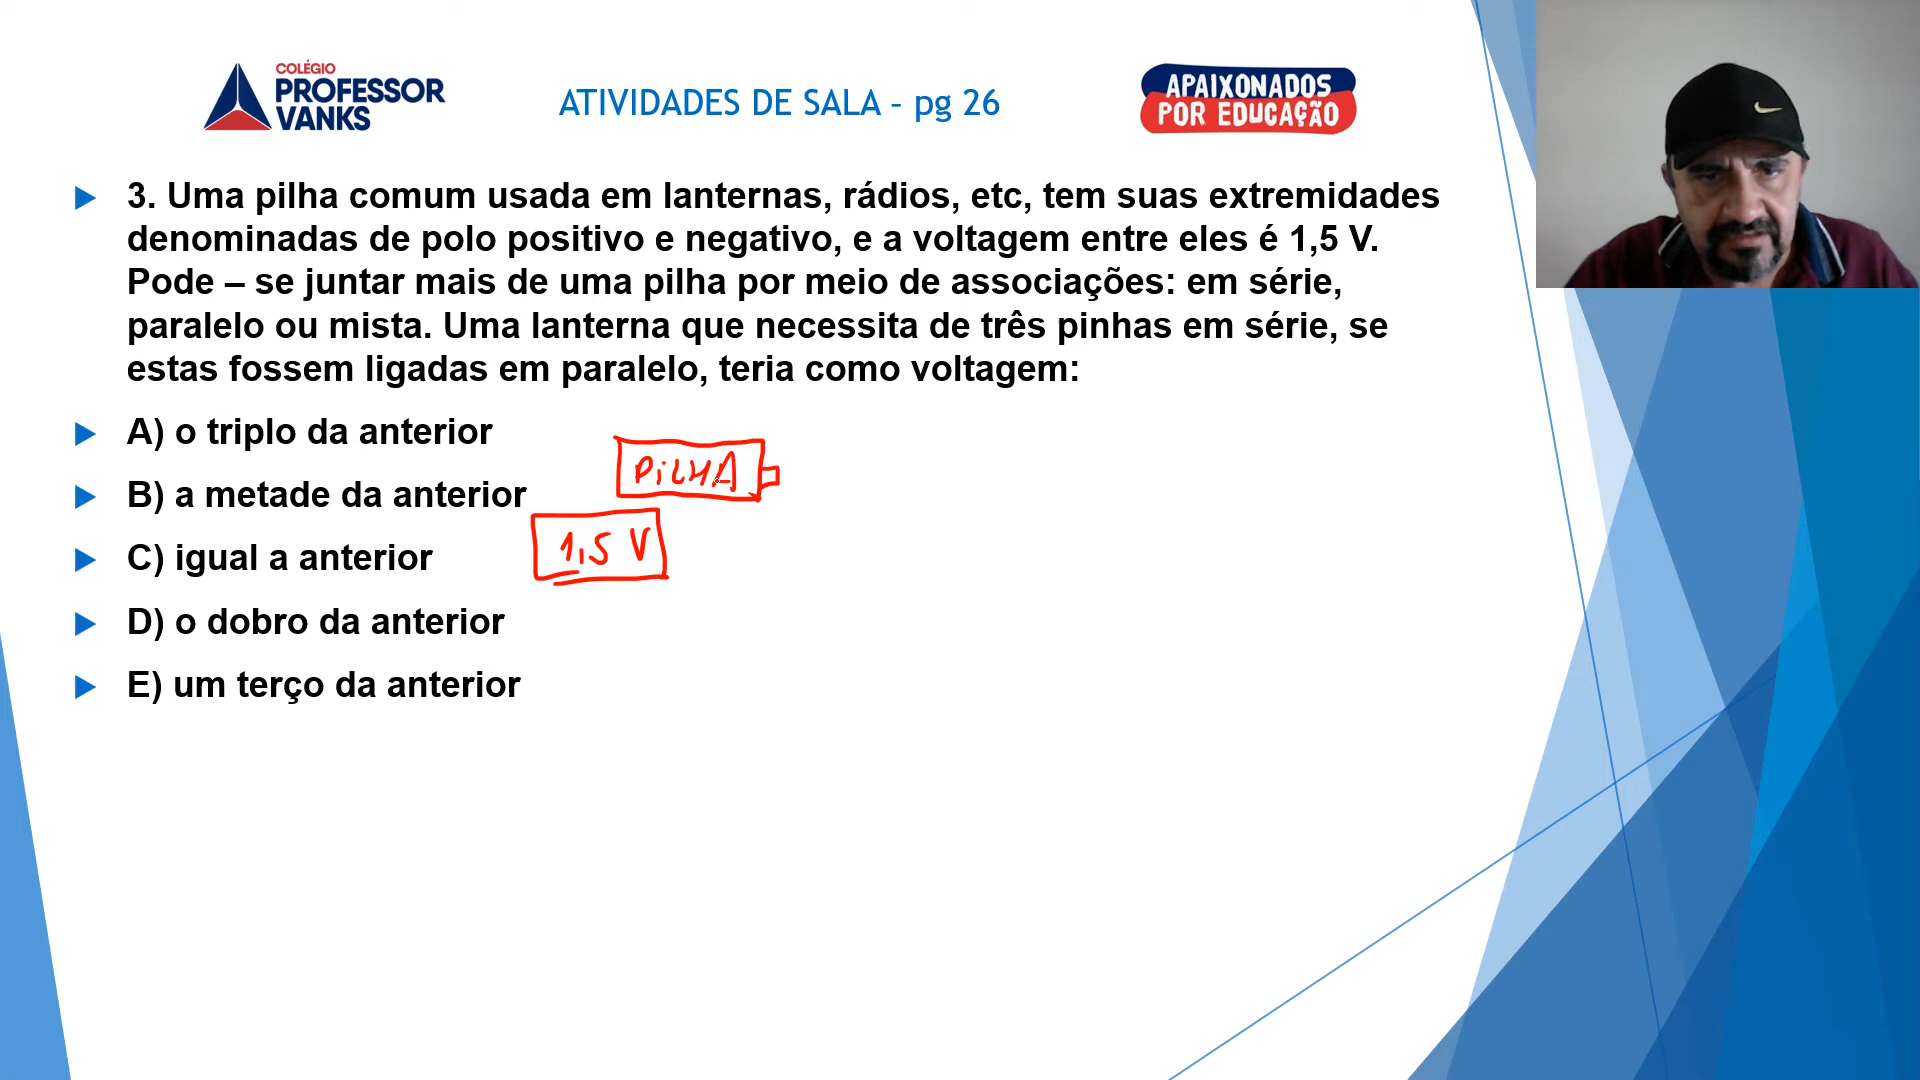 COLÉGIO
PROFESSOR
VANKS
ATIVIDADES DE SALA – pg 26
APAIXONADOS
POR EDUCAÇÃO
3. Uma pilha comum usada em lanternas, rádios, etc, tem suas extremidades
denominadas de polo positivo e negativo, e a voltagem entre eles é 1,5 V.
Pode – se juntar mais de uma pilha por meio de associações: em série,
paralelo ou mista. Uma lanterna que necessita de três pinhas em série, se
estas fossem ligadas em paralelo, teria como voltagem:
A) o triplo da anterior
B) a metade da anterior
C) igual a anterior
D) o dobro da anterior
E) um terço da anterior
PILHA
1,5 V